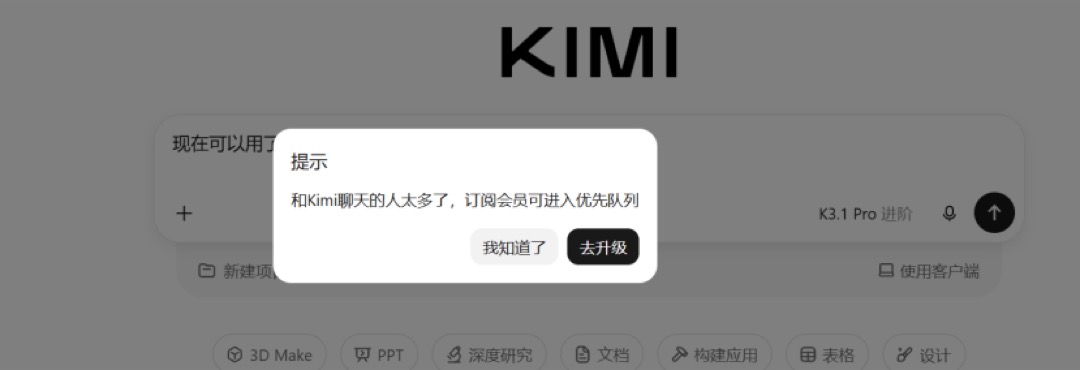 KIMI
现在可以用了
提示
和Kimi聊天的人太多了，订阅会员可进入优先队列
我知道了
去升级
K3.1 Pro 进阶
新建项
使用客户端
3D Make
PPT
深度研究
文档
构建应用
表格
设计